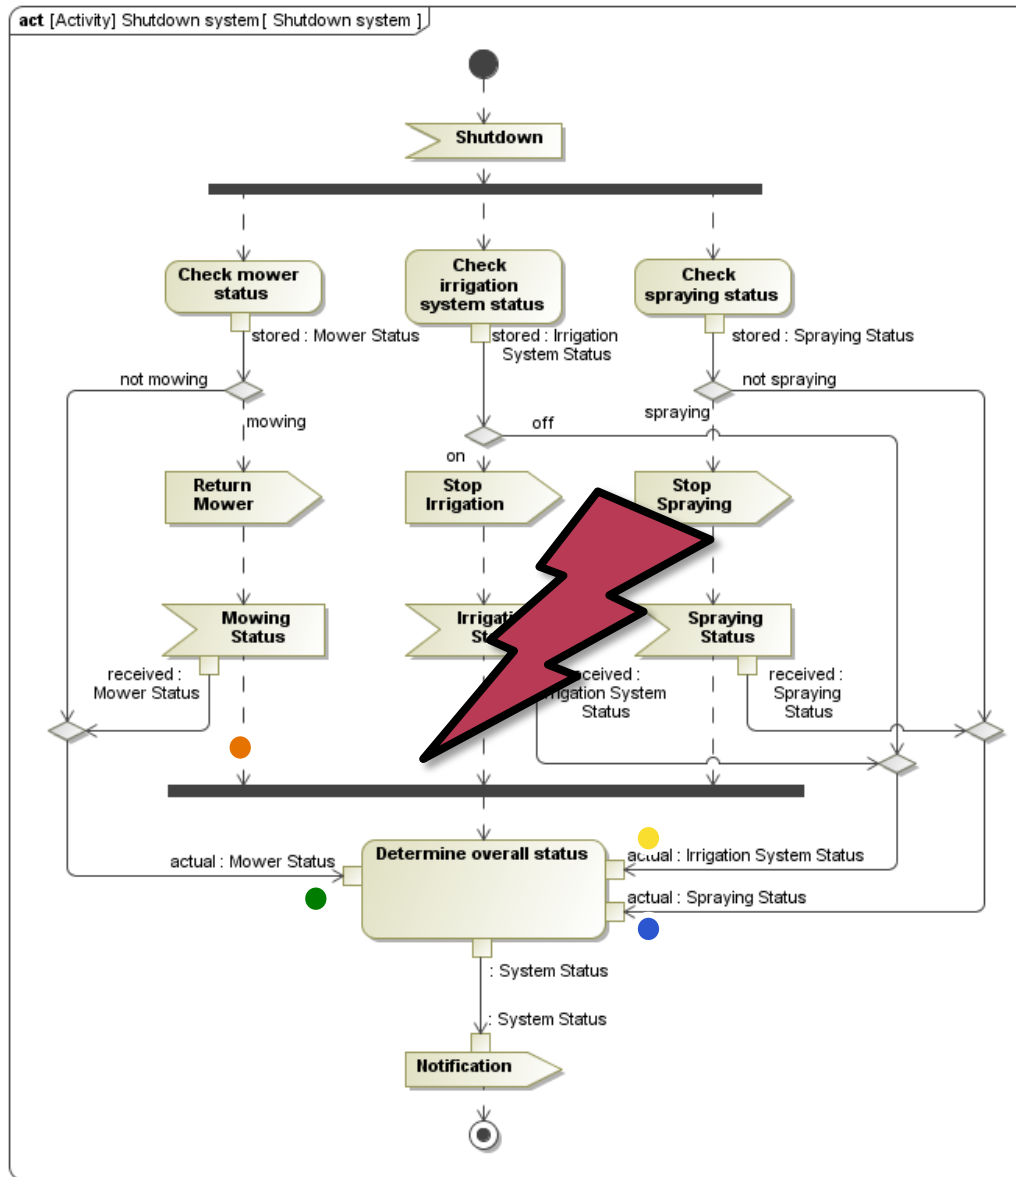 act [Activity] Shutdown system[ Shutdown system ]
Shutdown
Check mower
status
Check
irrigation
system status
Check
spraying status
stored : Mower Status
stored : Irrigation
System Status
stored : Spraying Status
not mowing
mowing
off
on
not spraying
spraying
Return
Mower
Stop
Irrigation
Stop
Spraying
Mowing
Status
Spraying
Status
received :
Mower Status
System
Status
received :
Spraying
Status
actual : Mower Status
Determine overall status
actual : Irrigation System Status
actual : Spraying Status
: System Status
: System Status
Notification